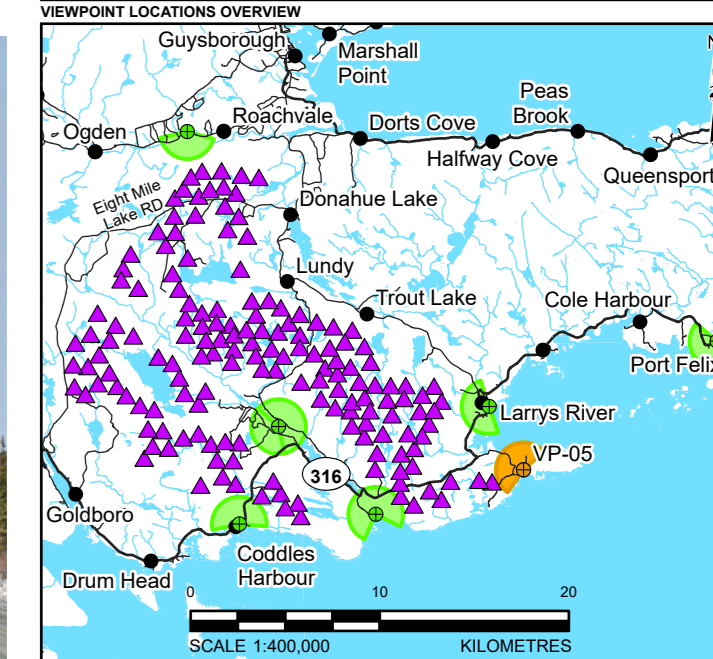 VIEWPOINT LOCATIONS OVERVIEW
Guysborough
Marshall
Point
Peas
Brook
Ogden
Roachvale
Dorts Cove
Halfway Cove
Queensport
Eight Mile
Lake RD
Donahue Lake
Lundy
Trout Lake
Cole Harbour
Port Felix
Larrys River
VP-05
316
Goldboro
Coddles
Harbour
Drum Head
0 10 20
SCALE 1:400,000 KILOMETRES